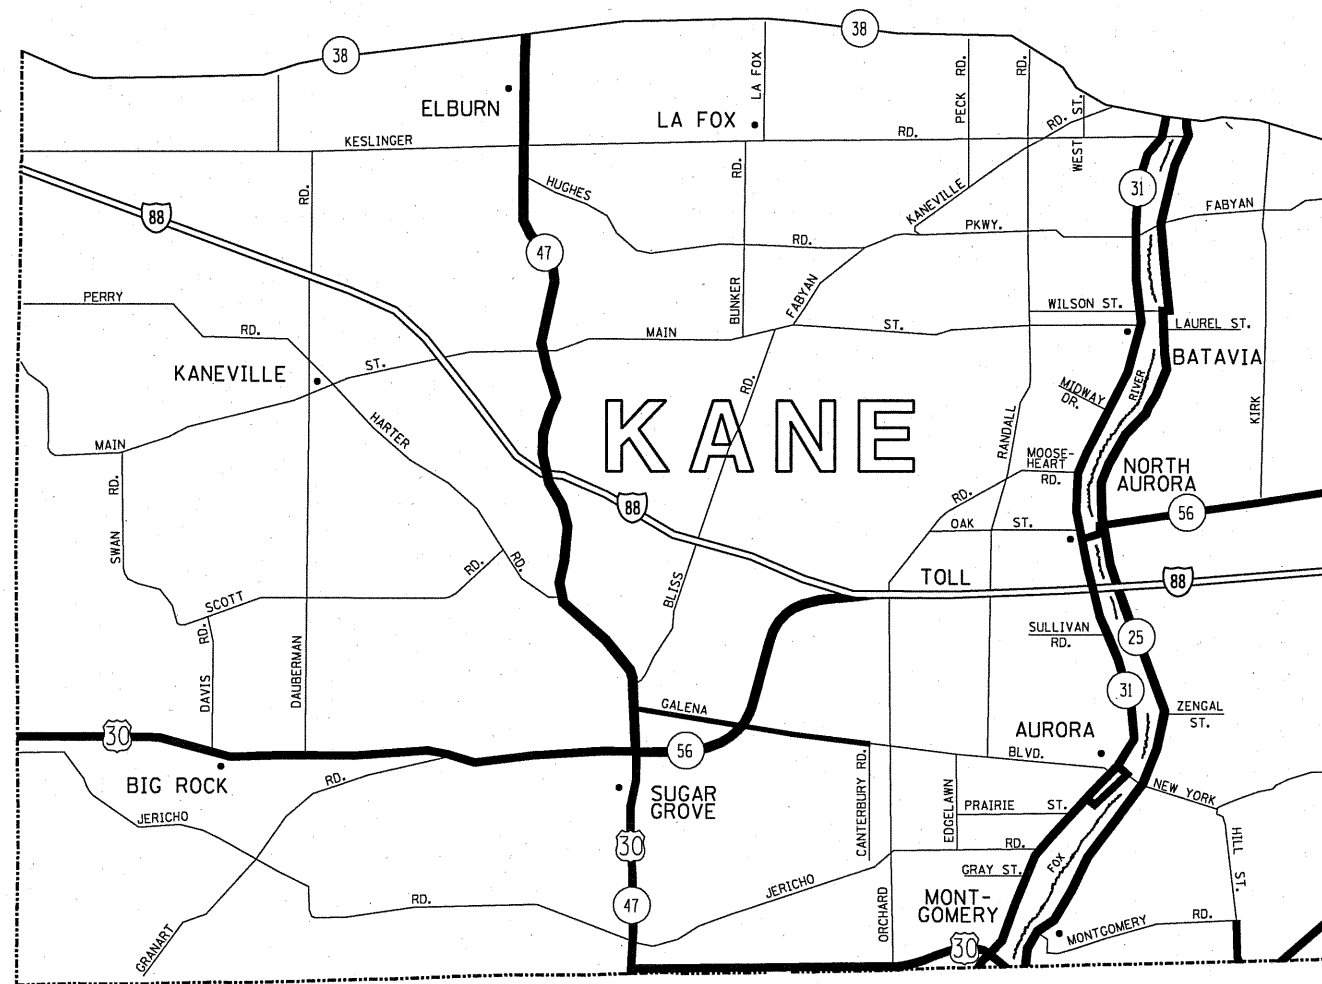 38
38
ELBURN
LA FOX
LA FOX
PECK RD.
RD.
WEST ST.
RD.
KESLINGER
RD.
RD.
RD.
HUGHES
RD.
KANEVILLE
PKWY.
FABYAN
31
88
47
PERRY
RD.
BUNKER
FABYAN
WILSON ST.
MAIN
ST.
LAUREL ST.
BATAVIA
KANEVILLE
ST.
RD.
MIDWAY
DR.
RIVER
KIRK
HARTER
KANE
RANDALL
MAIN
MOOSE-
HEART
RD.
NORTH
AURORA
RD.
SWAN
88
RD.
OAK ST.
56
RD.
RD.
TOLL
88
BLISS
SCOTT
RD.
DAVIS
DAUBERMAN
SULLIVAN
RD.
25
31
GALENA
ZENGAL
ST.
30
56
AURORA
BLVD.
BIG ROCK
RD.
SUGAR
GROVE
CANTERBURY RD.
EDGELAWN
PRAIRIE ST.
NEW YORK
JERICHO
30
RD.
GRAY ST.
FOX
HILL ST.
JERICHO
RD.
47
ORCHARD
MONT-
GOMERY
MONTGOMERY
RD.
GRANART
30